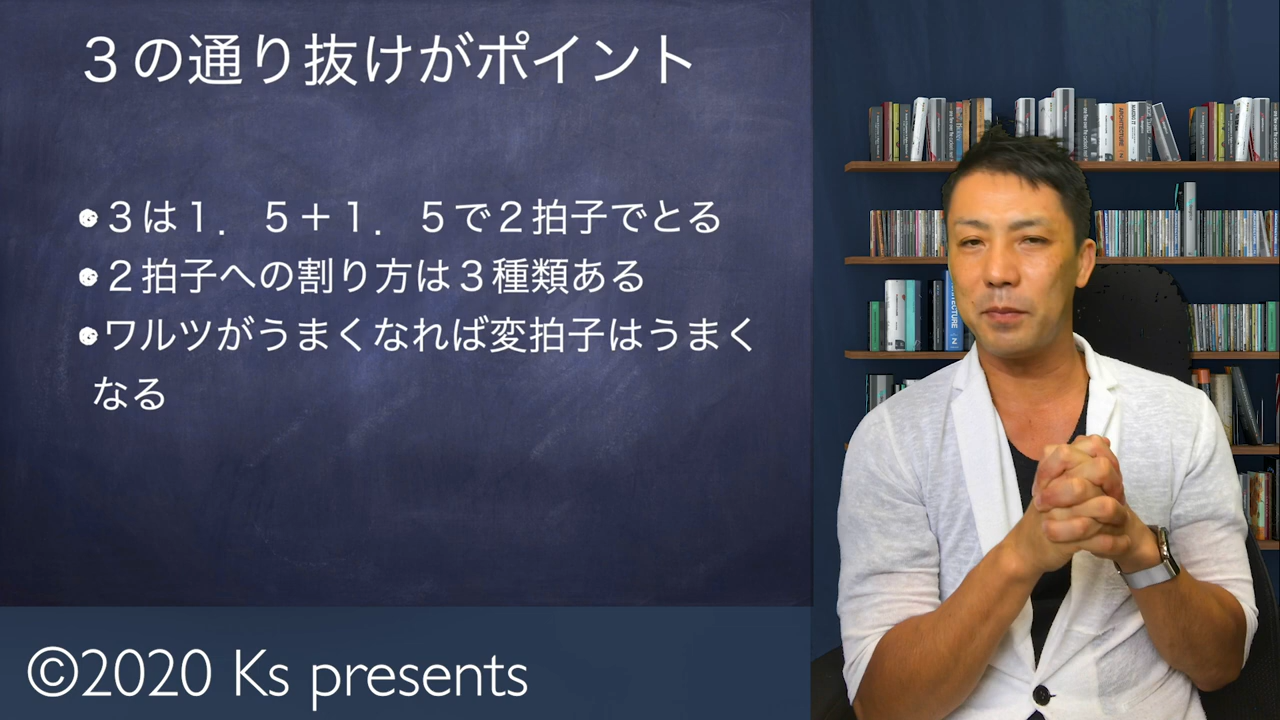 ３の通り抜けがポイント
３は１．５＋１．５で２拍子でとる
２拍子への割り方は３種類ある
ワルツがうまくなれば変拍子はうまく
なる
©2020 Ks presents